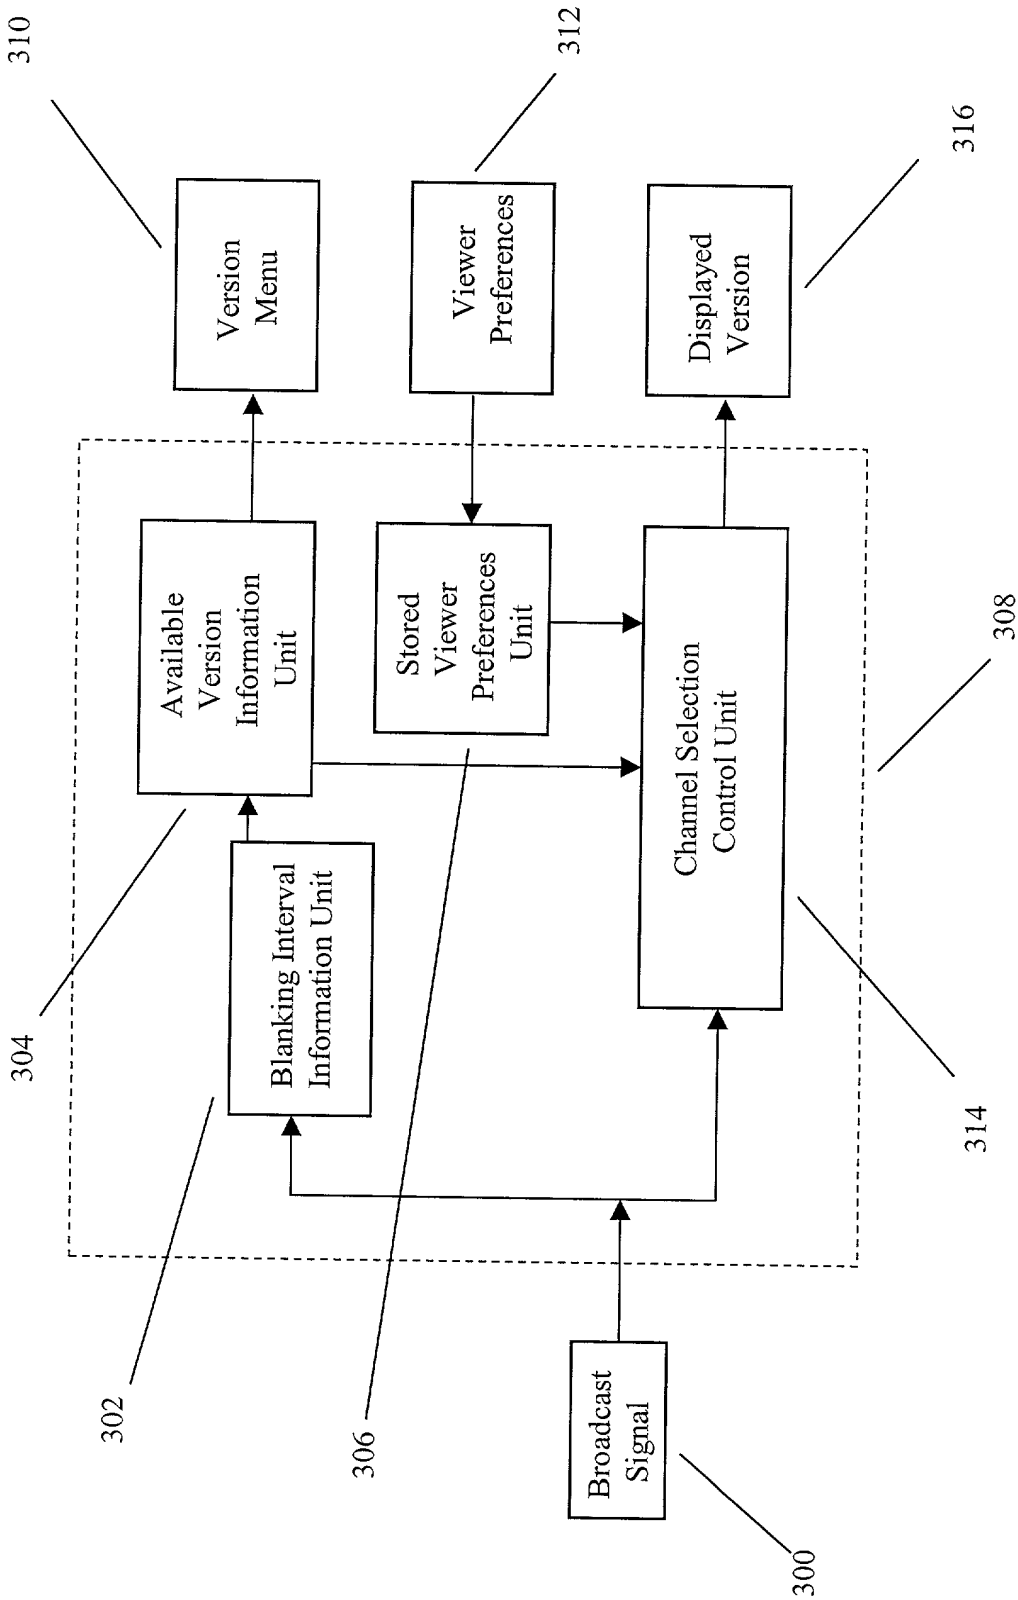 310
312
316
Version
Menu
Viewer
Preferences
Displayed
Version
Available
Version
Information
Unit
Stored
Viewer
Preferences
Unit
Channel Selection
Control Unit
308
Blanking Interval
Information Unit
304
314
302
306
Broadcast
Signal
300